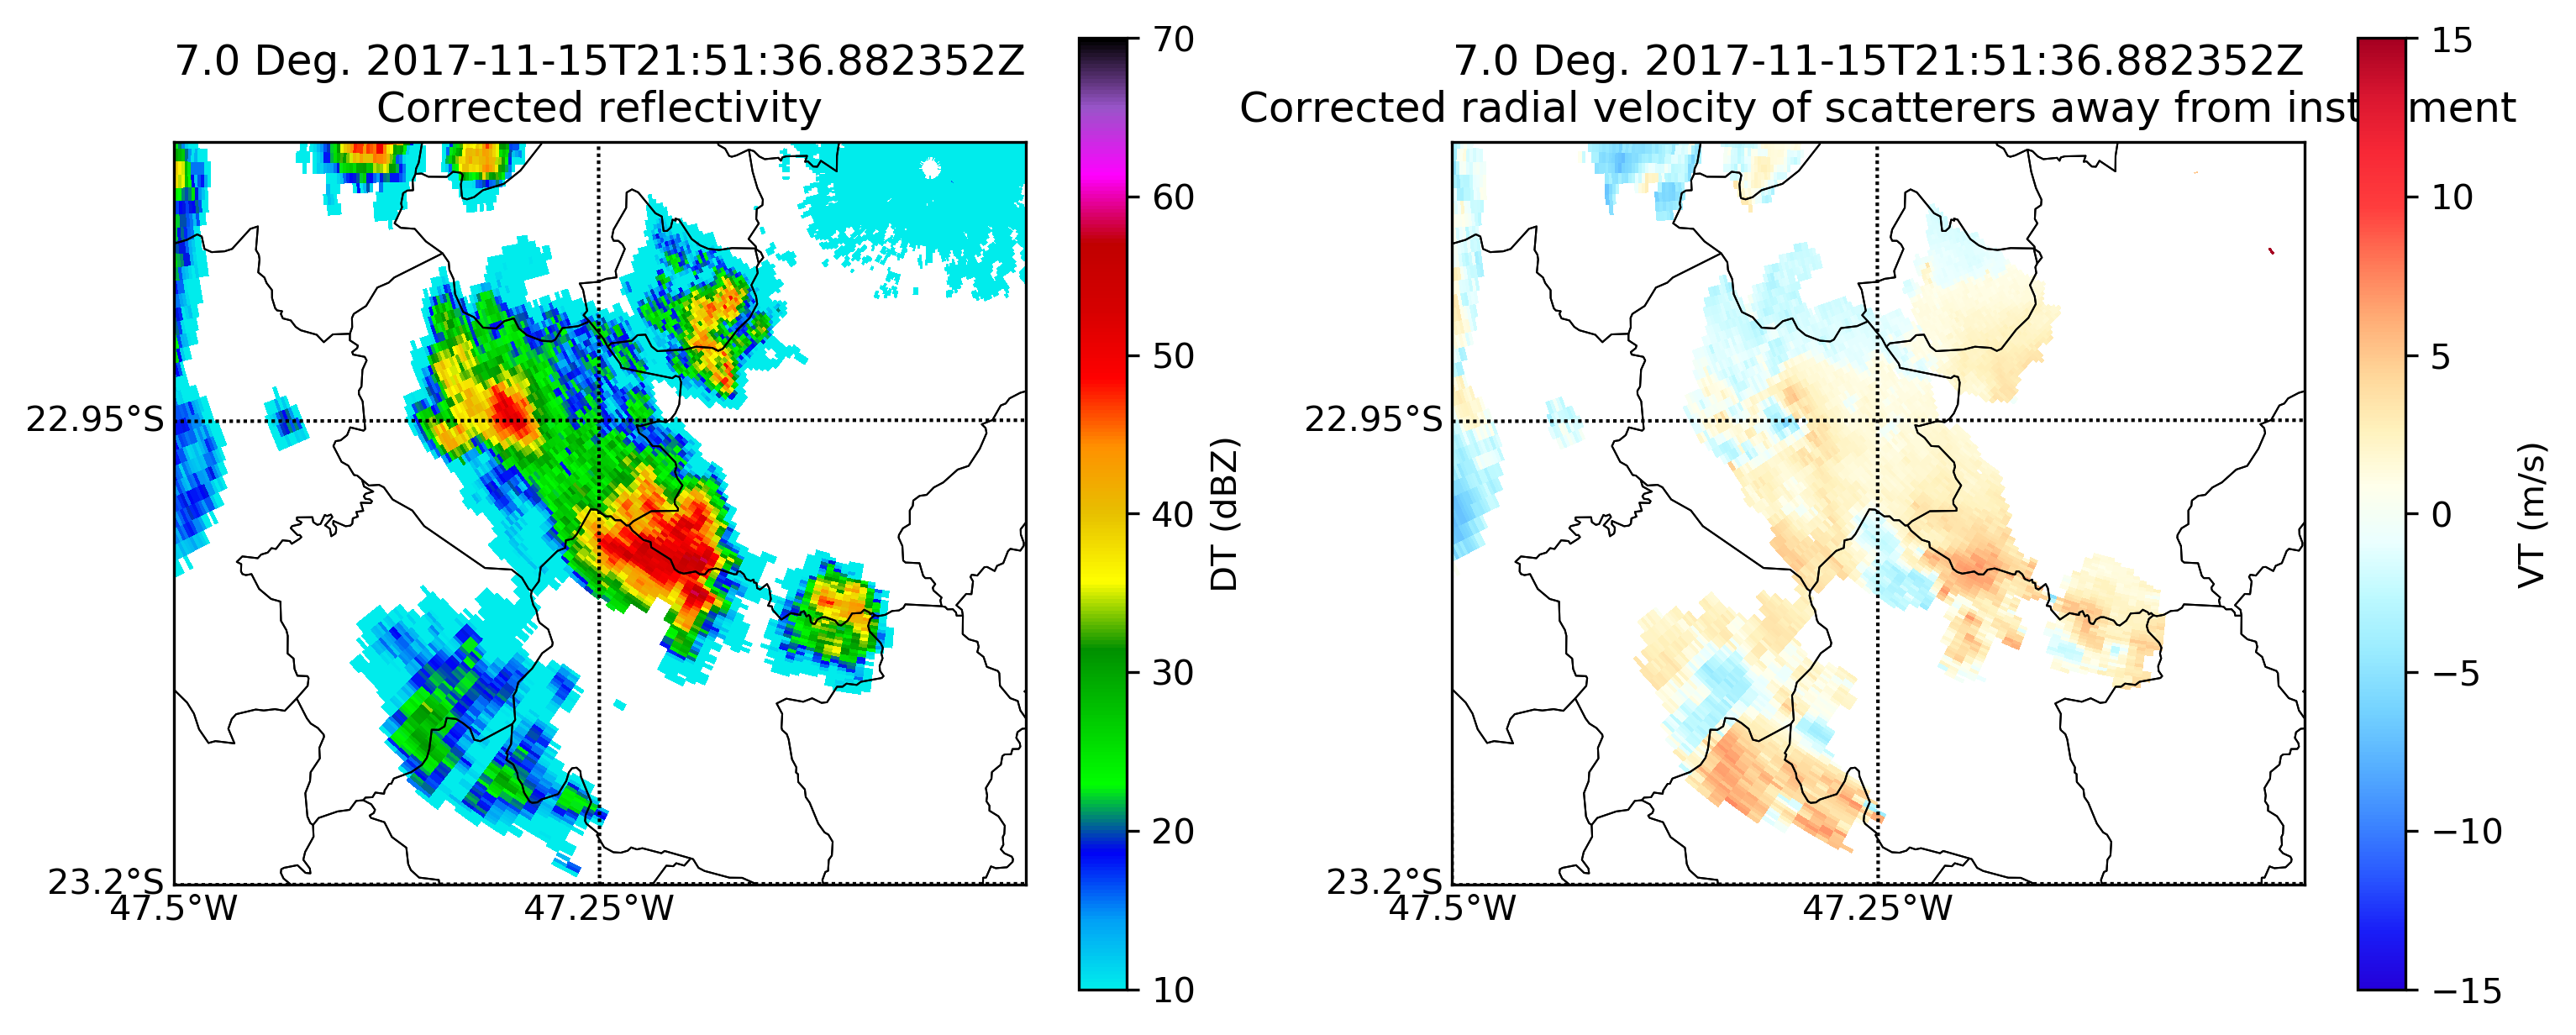 7.0 Deg. 2017-11-15T21:51:36.882352Z
Corrected reflectivity
22.95°S
23.2°S
47.5°W
47.25°W
70
60
50
40
30
20
10
DT (dBZ)
7.0 Deg. 2017-11-15T21:51:36.882352Z
Corrected radial velocity of scatterers away from inst ment
22.95°S
23.2°S
47.5°W
47.25°W
15
10
5
0
−5
−10
−15
VT (m/s)